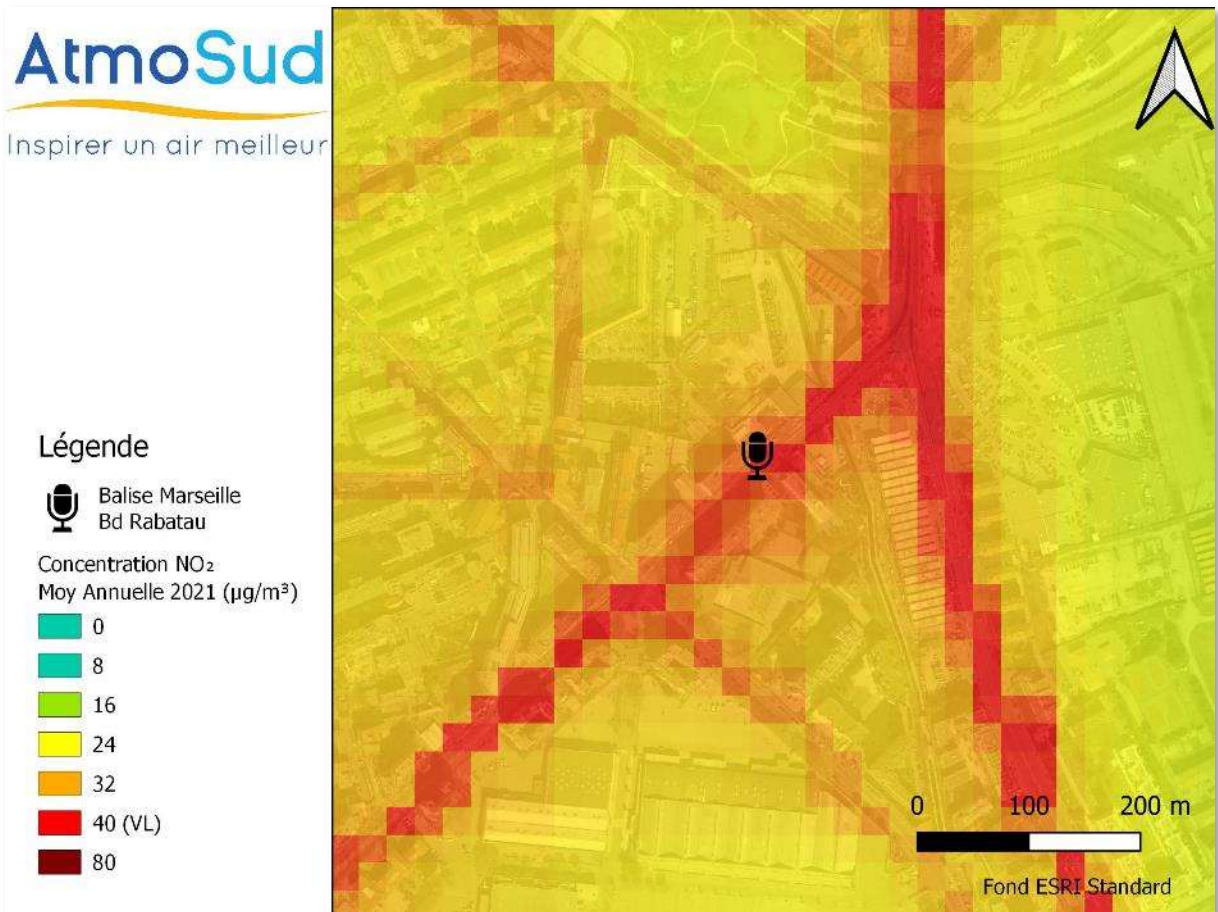 AtmoSud
Inspirer un air meilleur
Légende
Balise Marseille
Bd Rabatau
Concentration NO₂
Moy Annuelle 2021 (µg/m³)
0
8
16
24
32
40 (VL)
80
0 100 200 m
Fond ESRI Standard